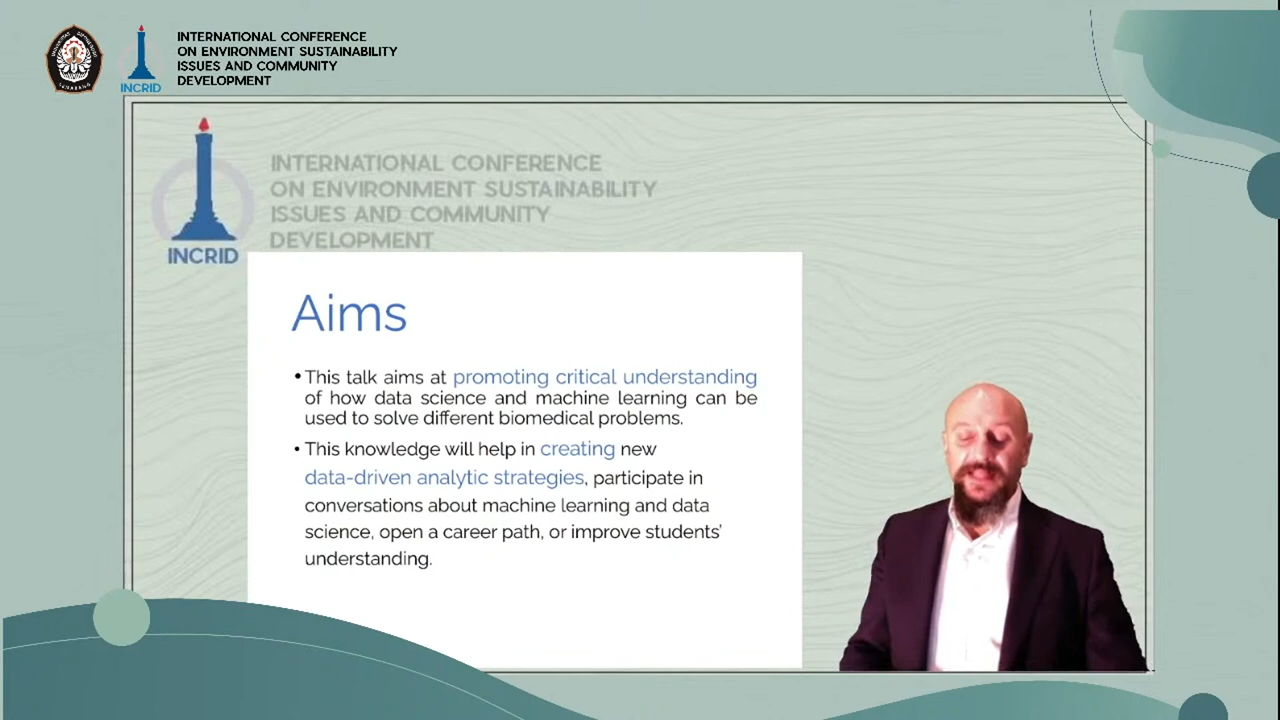 INTERNATIONAL CONFERENCE
ON ENVIRONMENT SUSTAINABILITY
ISSUES AND COMMUNITY
DEVELOPMENT
INCRID
INTERNATIONAL CONFERENCE
ON ENVIRONMENT SUSTAINABILITY
ISSUES AND COMMUNITY
DEVELOPMENT
INCRID
Aims
•This talk aims at promoting critical understanding
of how data science and machine learning can be
used to solve different biomedical problems.
• This knowledge will help in creating new
data-driven analytic strategies, participate in
conversations about machine learning and data
science, open a career path, or improve students'
understanding.